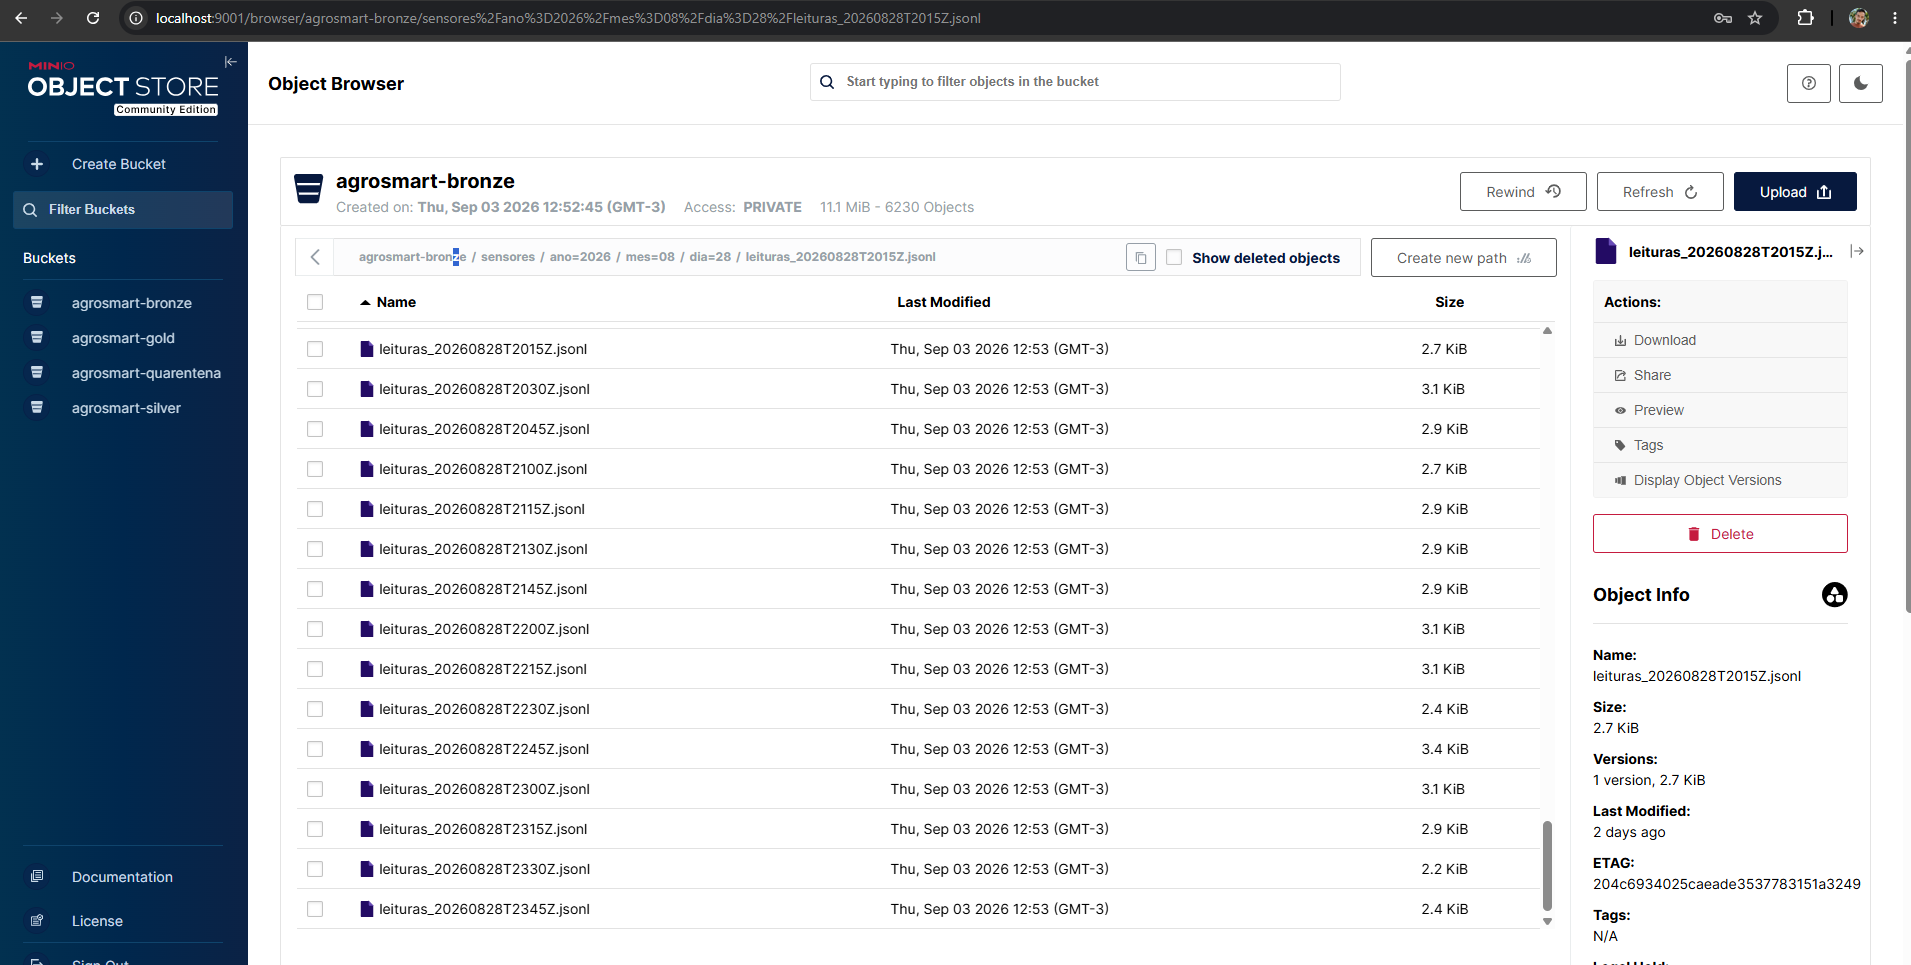 localhost:9001/browser/agrosmart-bronze/sensores%2Fano%3D2026%2Fmes%3D08%2Fdia%3D28%2Fleituras_20260828T2015Z.jsonl
MINIO
OBJECT STORE
Community Edition
Create Bucket
Filter Buckets
Buckets
agrosmart-bronze
agrosmart-gold
agrosmart-quarentena
agrosmart-silver
Documentation
License
Sign Out
Object Browser
Start typing to filter objects in the bucket
agrosmart-bronze
Created on: Thu, Sep 03 2026 12:52:45 (GMT-3) Access: PRIVATE 11.1 MiB - 6230 Objects
Rewind
Refresh
Upload
agrosmart-bronze / sensores / ano=2026 / mes=08 / dia=28 / leituras_20260828T2015Z.jsonl
Show deleted objects
Create new path
Name Last Modified Size
leituras_20260828T2015Z.jsonl Thu, Sep 03 2026 12:53 (GMT-3) 2.7 KiB
leituras_20260828T2030Z.jsonl Thu, Sep 03 2026 12:53 (GMT-3) 3.1 KiB
leituras_20260828T2045Z.jsonl Thu, Sep 03 2026 12:53 (GMT-3) 2.9 KiB
leituras_20260828T2100Z.jsonl Thu, Sep 03 2026 12:53 (GMT-3) 2.7 KiB
leituras_20260828T2115Z.jsonl Thu, Sep 03 2026 12:53 (GMT-3) 2.9 KiB
leituras_20260828T2130Z.jsonl Thu, Sep 03 2026 12:53 (GMT-3) 2.9 KiB
leituras_20260828T2145Z.jsonl Thu, Sep 03 2026 12:53 (GMT-3) 2.9 KiB
leituras_20260828T2200Z.jsonl Thu, Sep 03 2026 12:53 (GMT-3) 3.1 KiB
leituras_20260828T2215Z.jsonl Thu, Sep 03 2026 12:53 (GMT-3) 3.1 KiB
leituras_20260828T2230Z.jsonl Thu, Sep 03 2026 12:53 (GMT-3) 2.4 KiB
leituras_20260828T2245Z.jsonl Thu, Sep 03 2026 12:53 (GMT-3) 3.4 KiB
leituras_20260828T2300Z.jsonl Thu, Sep 03 2026 12:53 (GMT-3) 3.1 KiB
leituras_20260828T2315Z.jsonl Thu, Sep 03 2026 12:53 (GMT-3) 2.9 KiB
leituras_20260828T2330Z.jsonl Thu, Sep 03 2026 12:53 (GMT-3) 2.2 KiB
leituras_20260828T2345Z.jsonl Thu, Sep 03 2026 12:53 (GMT-3) 2.4 KiB
leituras_20260828T2015Z.j...
Actions:
Download
Share
Preview
Tags
Display Object Versions
Delete
Object Info
Name:
leituras_20260828T2015Z.jsonl
Size:
2.7 KiB
Versions:
1 version, 2.7 KiB
Last Modified:
2 days ago
ETAG:
204c6934025caeade3537783151a3249
Tags:
N/A
Legal Hold: